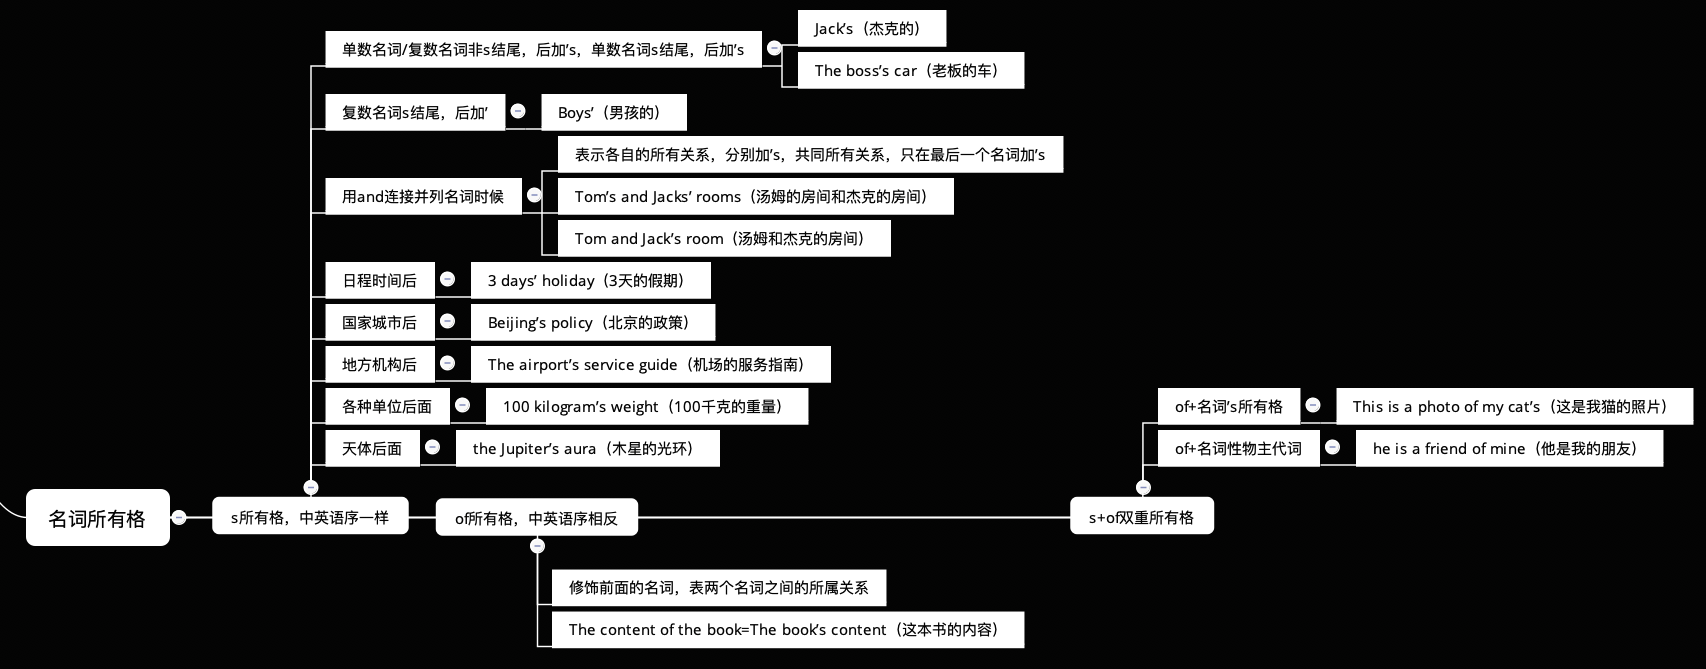 名词所有格
s所有格，中英语序一样
单数名词/复数名词非s结尾，后加’s，单数名词s结尾，后加’s
Jack’s（杰克的）
The boss’s car（老板的车）
复数名词s结尾，后加’
Boys’（男孩的）
用and连接并列名词时候
表示各自的所有关系，分别加’s，共同所有关系，只在最后一个名词加’s
Tom’s and Jacks’ rooms（汤姆的房间和杰克的房间）
Tom and Jack’s room（汤姆和杰克的房间）
日程时间后
3 days’ holiday（3天的假期）
国家城市后
Beijing’s policy（北京的政策）
地方机构后
The airport’s service guide（机场的服务指南）
各种单位后面
100 kilogram’s weight（100千克的重量）
天体后面
the Jupiter’s aura（木星的光环）
of所有格，中英语序相反
修饰前面的名词，表两个名词之间的所属关系
The content of the book=The book’s content（这本书的内容）
s+of双重所有格
of+名词’s所有格
This is a photo of my cat’s（这是我猫的照片）
of+名词性物主代词
he is a friend of mine（他是我的朋友）